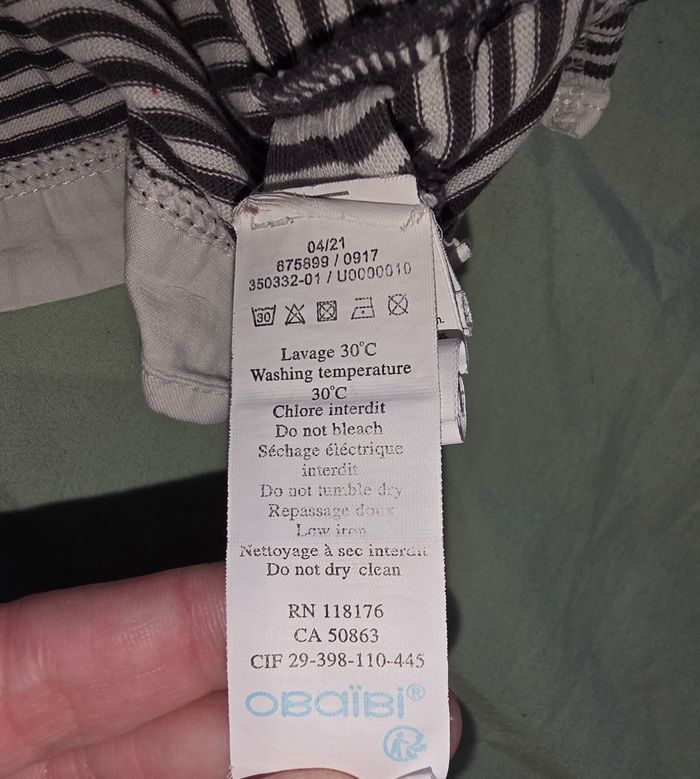 04/21
675899 / 0917
350332-01 / U0000010
30
Lavage 30°C
Washing temperature
30°C
Chlore interdit
Do not bleach
Séchage éléctrique
interdit
Do not tumble dry
Repassage doux
Low iron
Nettoyage à sec interdit
Do not dry clean
RN 118176
CA 50863
CIF 29-398-110-445
obaïbi®